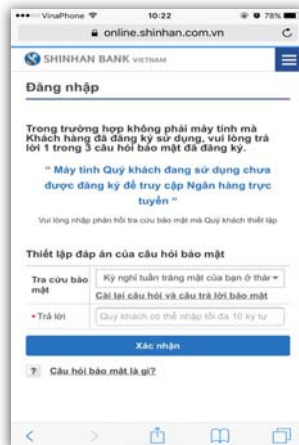 VinaPhone 10:22 78%
online.shinhan.com.vn
SHINHAN BANK VIETNAM
Đăng nhập
Trong trường hợp không phải máy tính mà
Khách hàng đã đăng ký sử dụng, vui lòng trả
lời 1 trong 3 câu hỏi bảo mật đã đăng ký.
“ Máy tính Quý khách đang sử dụng chưa
được đăng ký để truy cập Ngân hàng trực
tuyến “
Vui lòng nhập phản hồi tra cứu bảo mật mà Quý khách thiết lập
Thiết lập đáp án của câu hỏi bảo mật
Tra cứu bảo mật Kỳ nghỉ tuần trăng mật của bạn ở thàn
Cài lại câu hỏi và câu trả lời bảo mật
Trả lời Quý khách có thể nhập tối đa 10 ký tự
Xác nhận
? Câu hỏi bảo mật là gì?